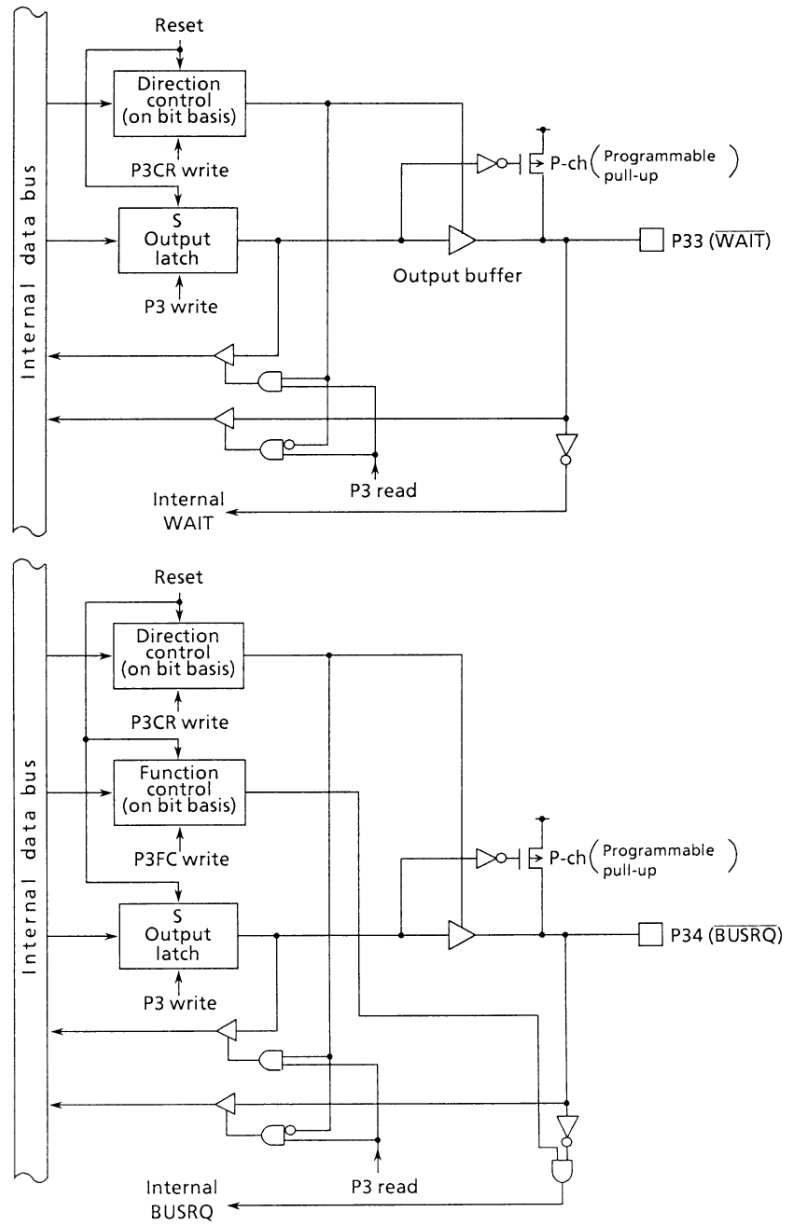 Reset
Direction
control
(on bit basis)
P3CR write
P-ch ( Programmable
pull-up )
S
Output
latch
P33 (WAIT)
Output buffer
P3 write
Internal data bus
P3 read
Internal
WAIT
Reset
Direction
control
(on bit basis)
P3CR write
Function
control
(on bit basis)
P3FC write
P-ch ( Programmable
pull-up )
S
Output
latch
P34 (BUSRQ)
P3 write
Internal data bus
P3 read
Internal
BUSRQ